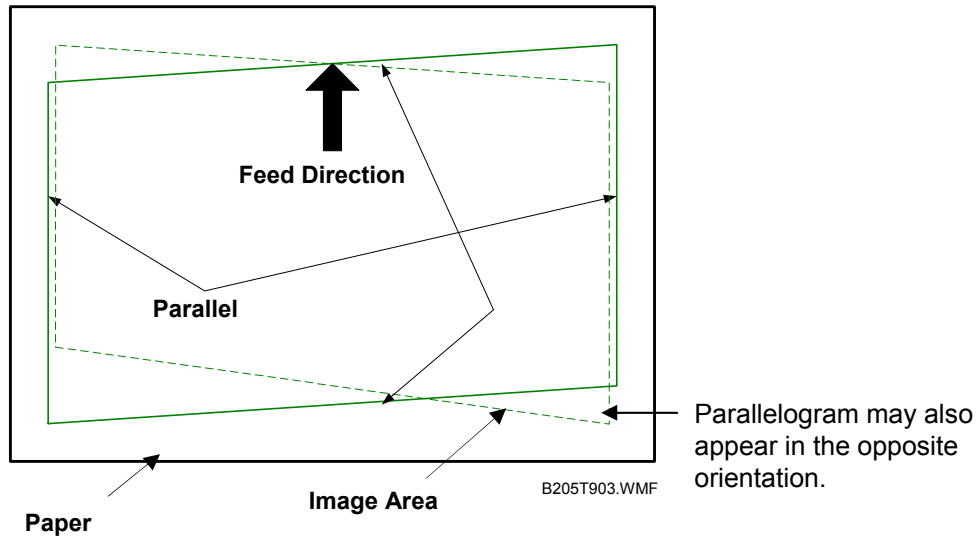 Feed Direction
Parallel
Parallelogram may also
appear in the opposite
orientation.
B205T903.WMF
Image Area
Paper